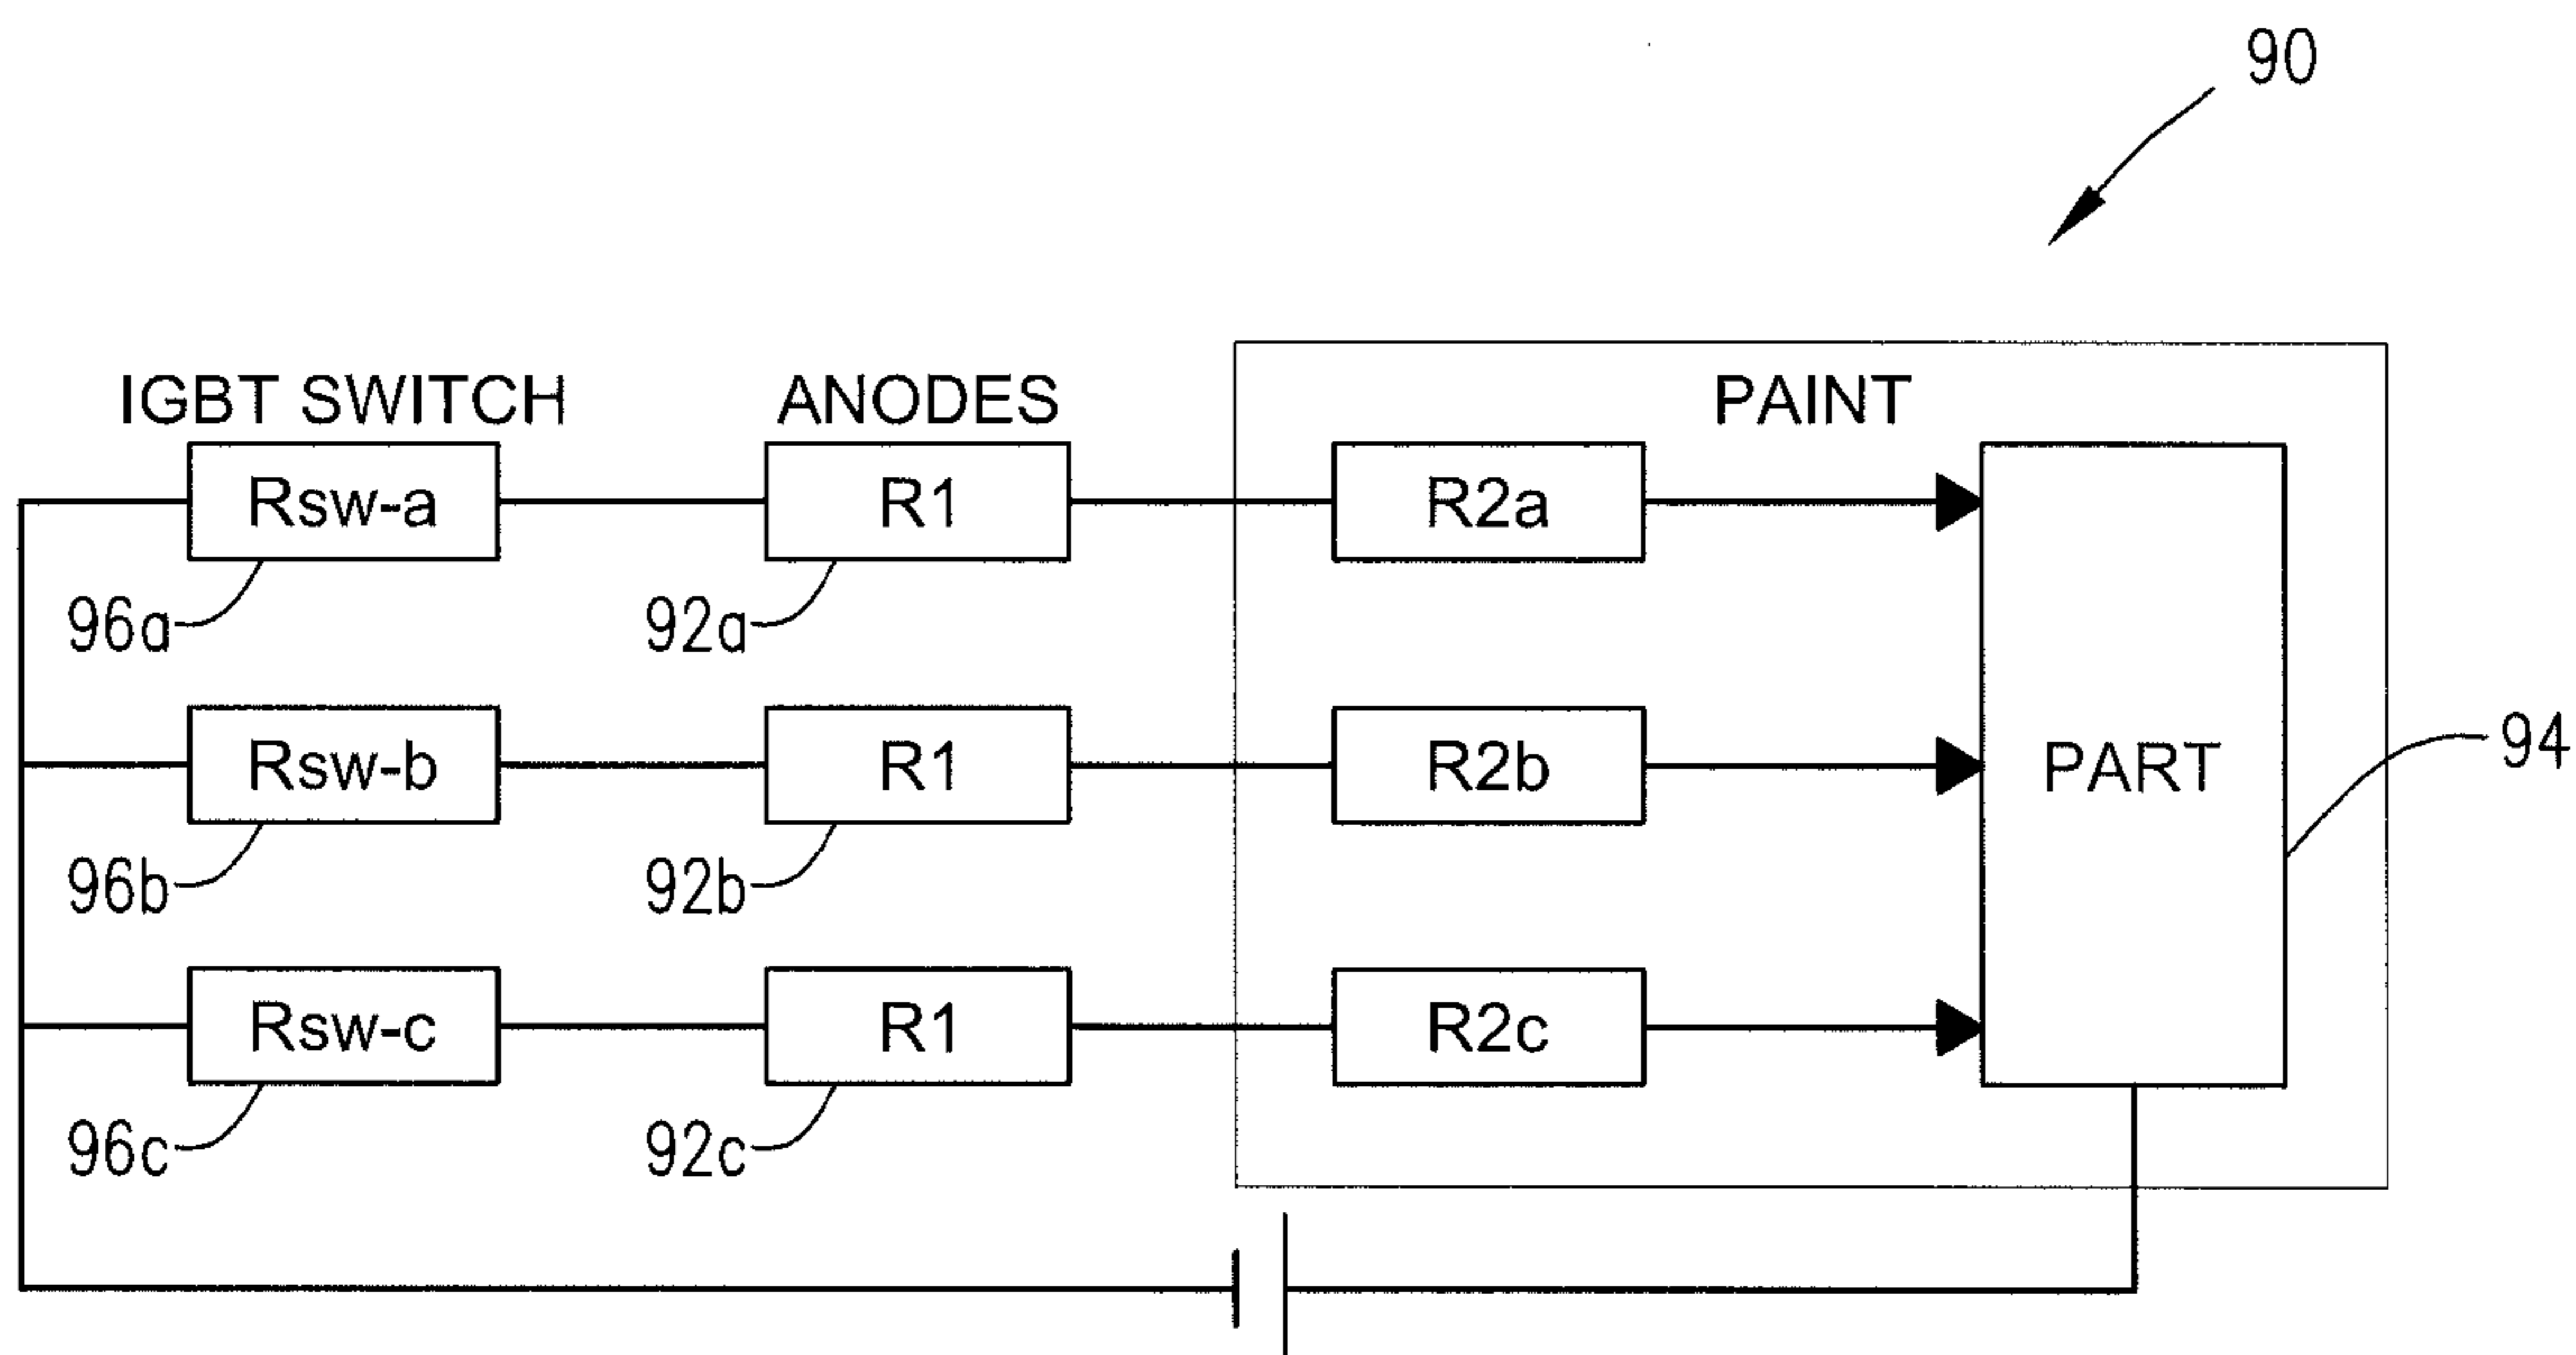 90
IGBT SWITCH ANODES PAINT
Rsw-a R1 R2a
96a 92a
Rsw-b R1 R2b PART 94
96b 92b
Rsw-c R1 R2c
96c 92c